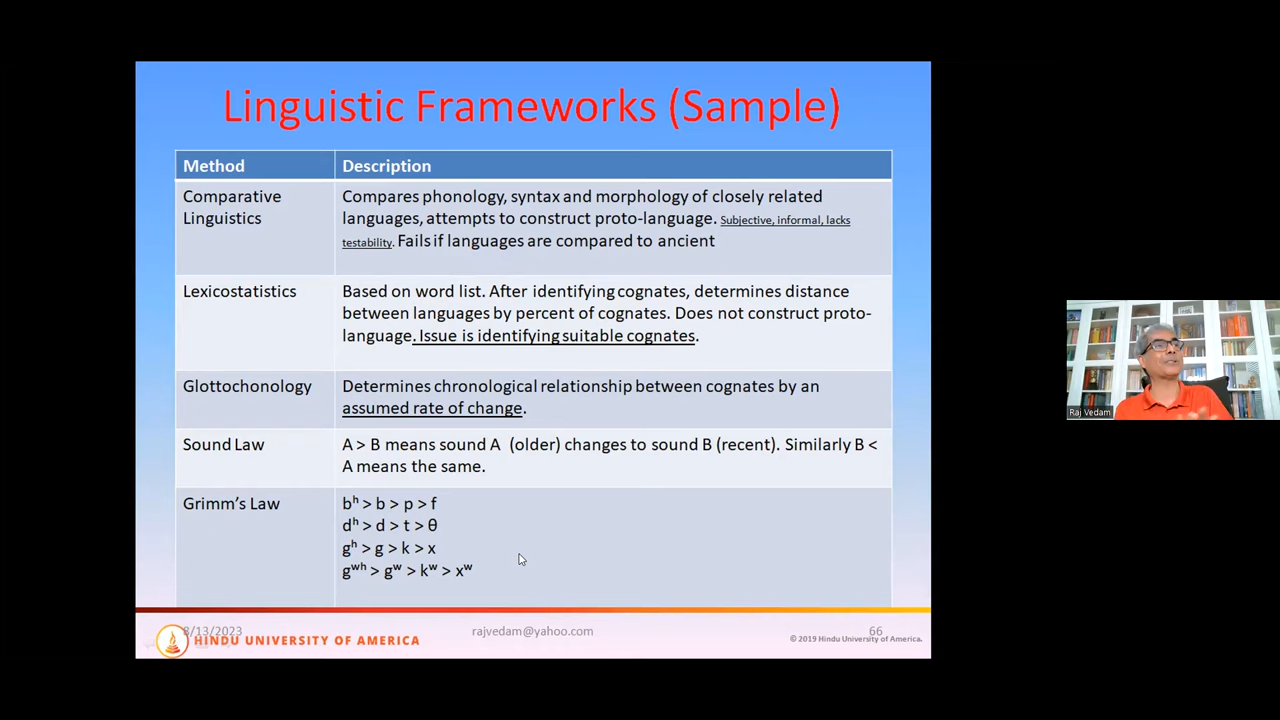 Linguistic Frameworks (Sample)
Method
Description
Comparative
Linguistics
Compares phonology, syntax and morphology of closely related
languages, attempts to construct proto-language. Subjective, informal, lacks
testability. Fails if languages are compared to ancient
Lexicostatistics
Based on word list. After identifying cognates, determines distance
between languages by percent of cognates. Does not construct proto-
language. Issue is identifying suitable cognates.
Glottochonology
Determines chronological relationship between cognates by an
assumed rate of change.
Sound Law
A > B means sound A (older) changes to sound B (recent). Similarly B <
A means the same.
Grimm's Law
bʰ > b > p > f
dʰ > d > t > θ
gʰ > g > k > x
gʷʰ > gʷ > kʷ > xʷ
8/13/2023
rajvedam@yahoo.com
66
HINDU UNIVERSITY OF AMERICA
© 2019 Hindu University of America.
Raj Vedam